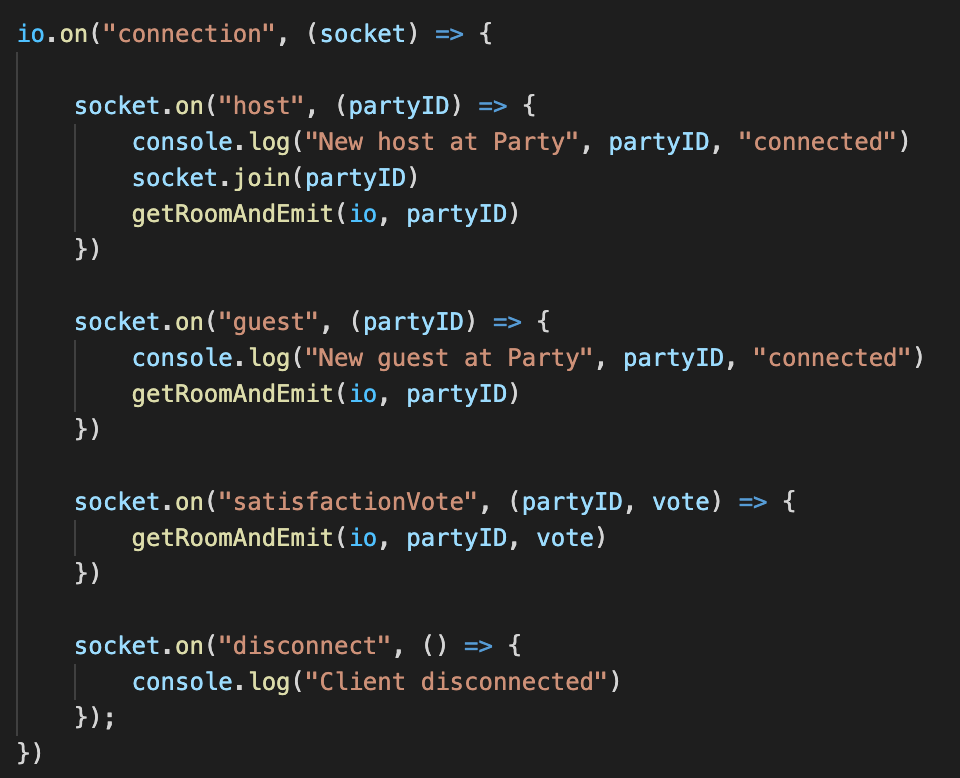 io.on("connection", (socket) => {
socket.on("host", (partyID) => {
console.log("New host at Party", partyID, "connected")
socket.join(partyID)
getRoomAndEmit(io, partyID)
})
socket.on("guest", (partyID) => {
console.log("New guest at Party", partyID, "connected")
getRoomAndEmit(io, partyID)
})
socket.on("satisfactionVote", (partyID, vote) => {
getRoomAndEmit(io, partyID, vote)
})
socket.on("disconnect", () => {
console.log("Client disconnected")
});
})